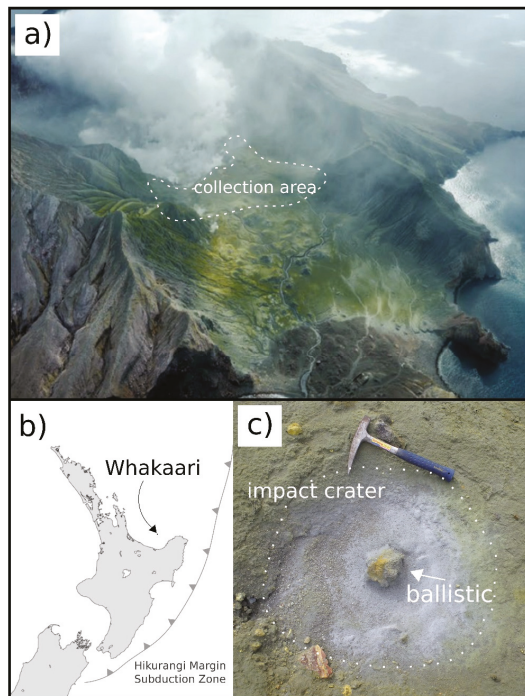 a)
collection area
b)
Whakaari
Hikurangi Margin
Subduction Zone
c)
impact crater
ballistic